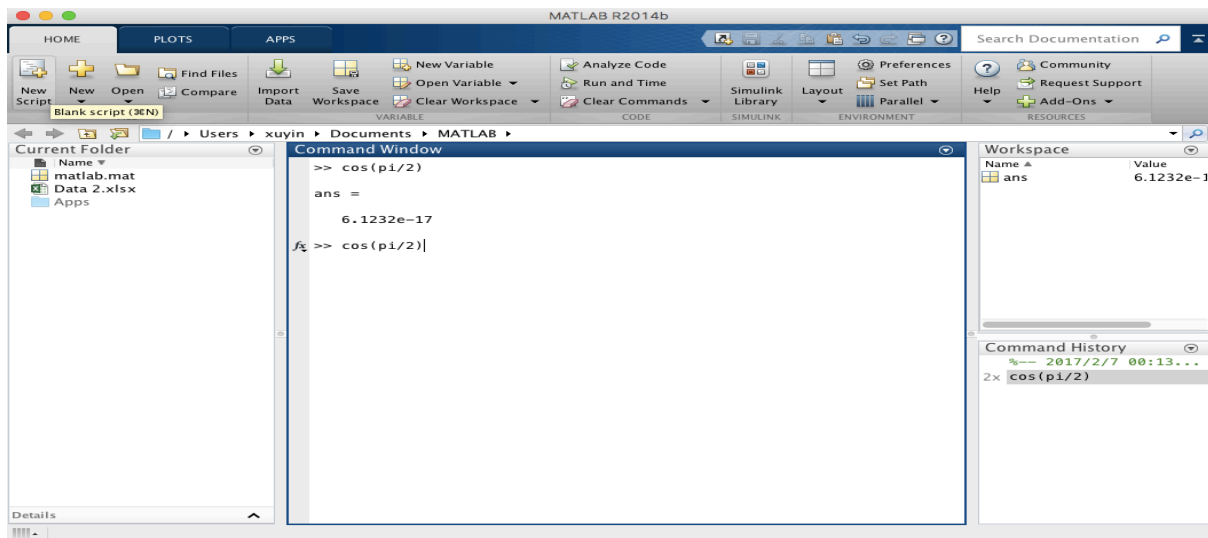 MATLAB R2014b
HOME PLOTS APPS
Search Documentation
New Script
New
Open
Find Files
Compare
Import Data
Save Workspace
New Variable
Open Variable
Clear Workspace
Analyze Code
Run and Time
Clear Commands
Simulink Library
Layout
Preferences
Set Path
Parallel
Help
Community
Request Support
Add-Ons
Blank script (⌘N)
VARIABLE CODE SIMULINK ENVIRONMENT RESOURCES
/ Users xuyin Documents MATLAB
Current Folder
Name
matlab.mat
Data 2.xlsx
Apps
Details
Command Window
>> cos(pi/2)
ans =
6.1232e-17
fx >> cos(pi/2)
Workspace
Name Value
ans 6.1232e-1
Command History
%-- 2017/2/7 00:13...
2x cos(pi/2)